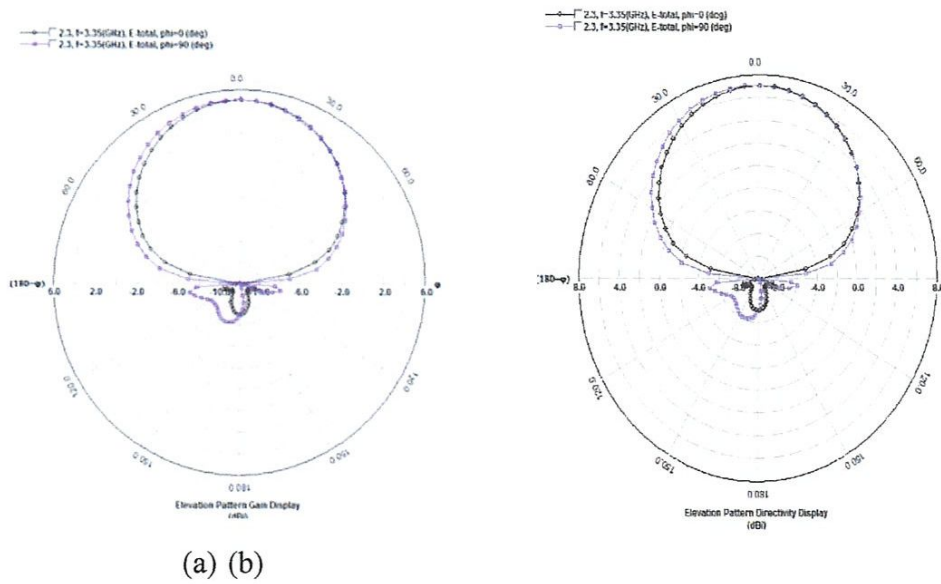 2.3, f=3.35(GHz), E-total, phi=0 (deg)
2.3, f=3.35(GHz), E-total, phi=90 (deg)
0.0
30.0
30.0
60.0
60.0
(180-φ)
φ
6.0 2.0 -2.0 -6.0 -6.0 -2.0 2.0 6.0
120.0
120.0
150.0
150.0
180.0
Elevation Pattern Gain Display
(dBi)
2.3, f=3.35(GHz), E-total, phi=0 (deg)
2.3, f=3.35(GHz), E-total, phi=90 (deg)
0.0
30.0
30.0
60.0
60.0
(180-φ)
φ
8.0 4.0 0.0 -4.0 -4.0 0.0 4.0 8.0
120.0
120.0
150.0
150.0
180.0
Elevation Pattern Directivity Display
(dBi)
(a) (b)